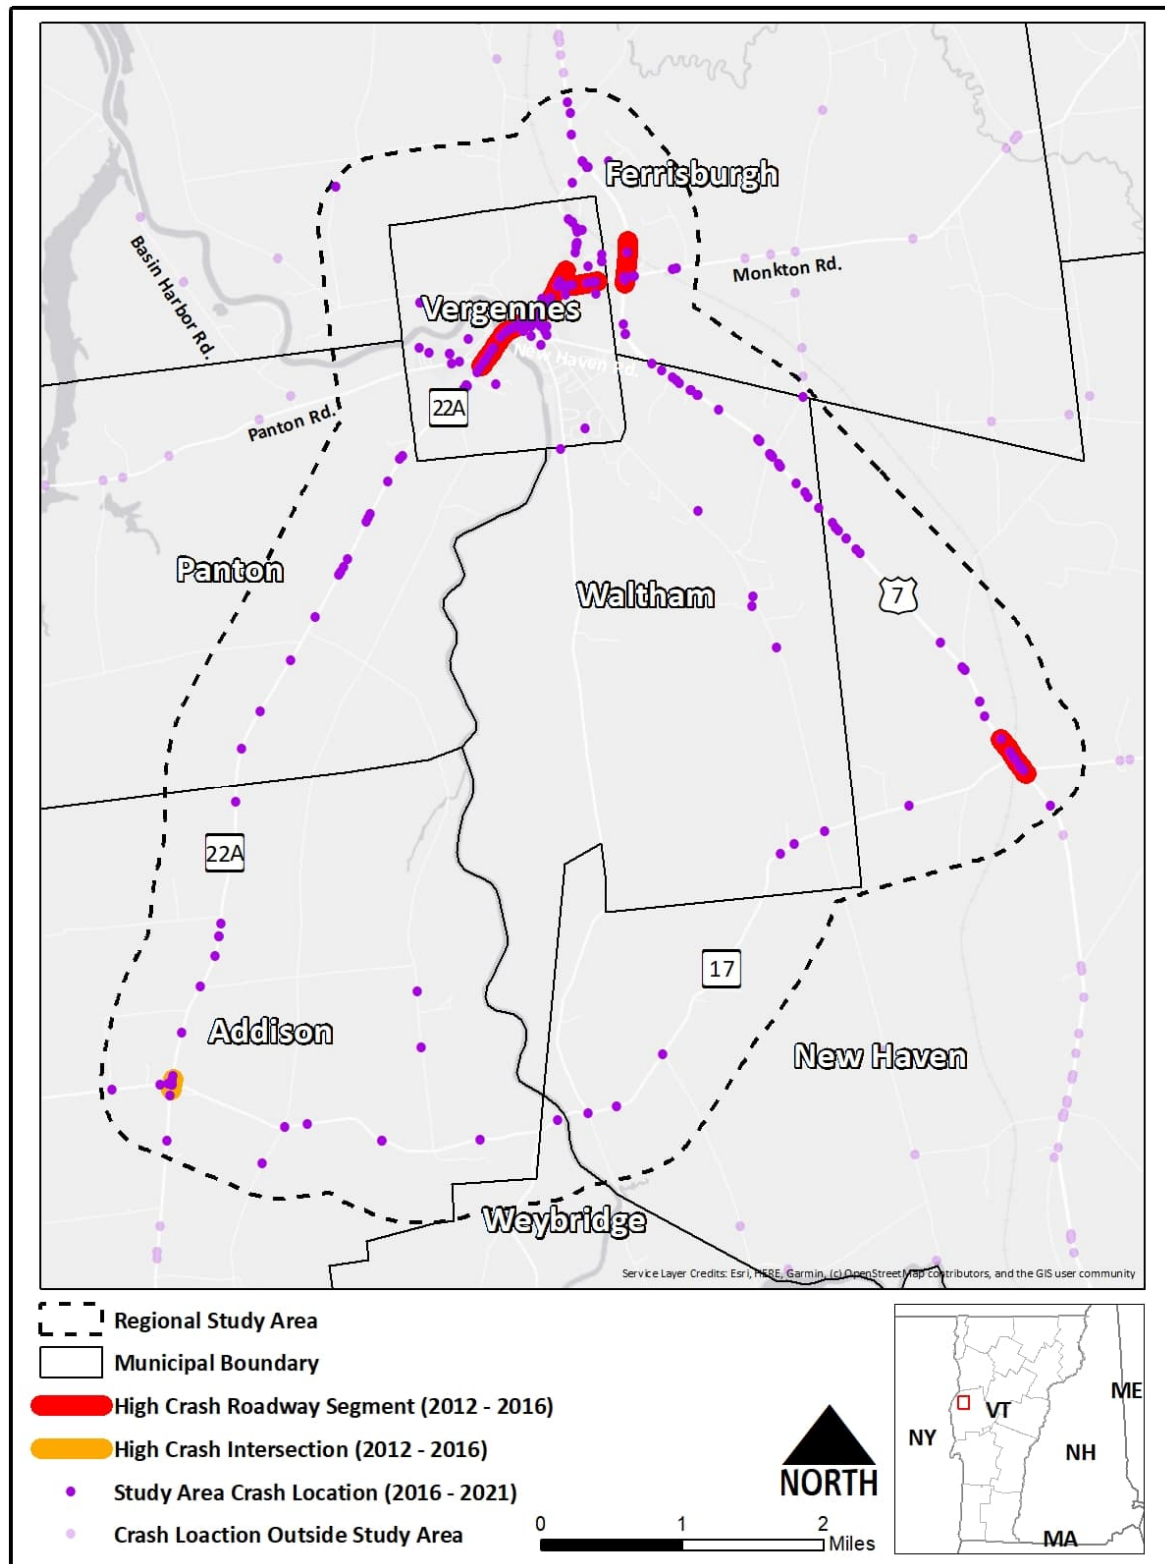 Ferrisburgh
Basin Harbor Rd.
Monkton Rd.
Vergennes
New Haven Rd.
22A
Panton Rd.
Panton
Waltham
7
22A
17
Addison
New Haven
Weybridge
Service Layer Credits: Esri, HERE, Garmin, (c) OpenStreetMap contributors, and the GIS user community
Regional Study Area
Municipal Boundary
High Crash Roadway Segment (2012 - 2016)
High Crash Intersection (2012 - 2016)
Study Area Crash Location (2016 - 2021)
Crash Loaction Outside Study Area
NORTH
0 1 2
Miles
ME
VT
NY
NH
MA